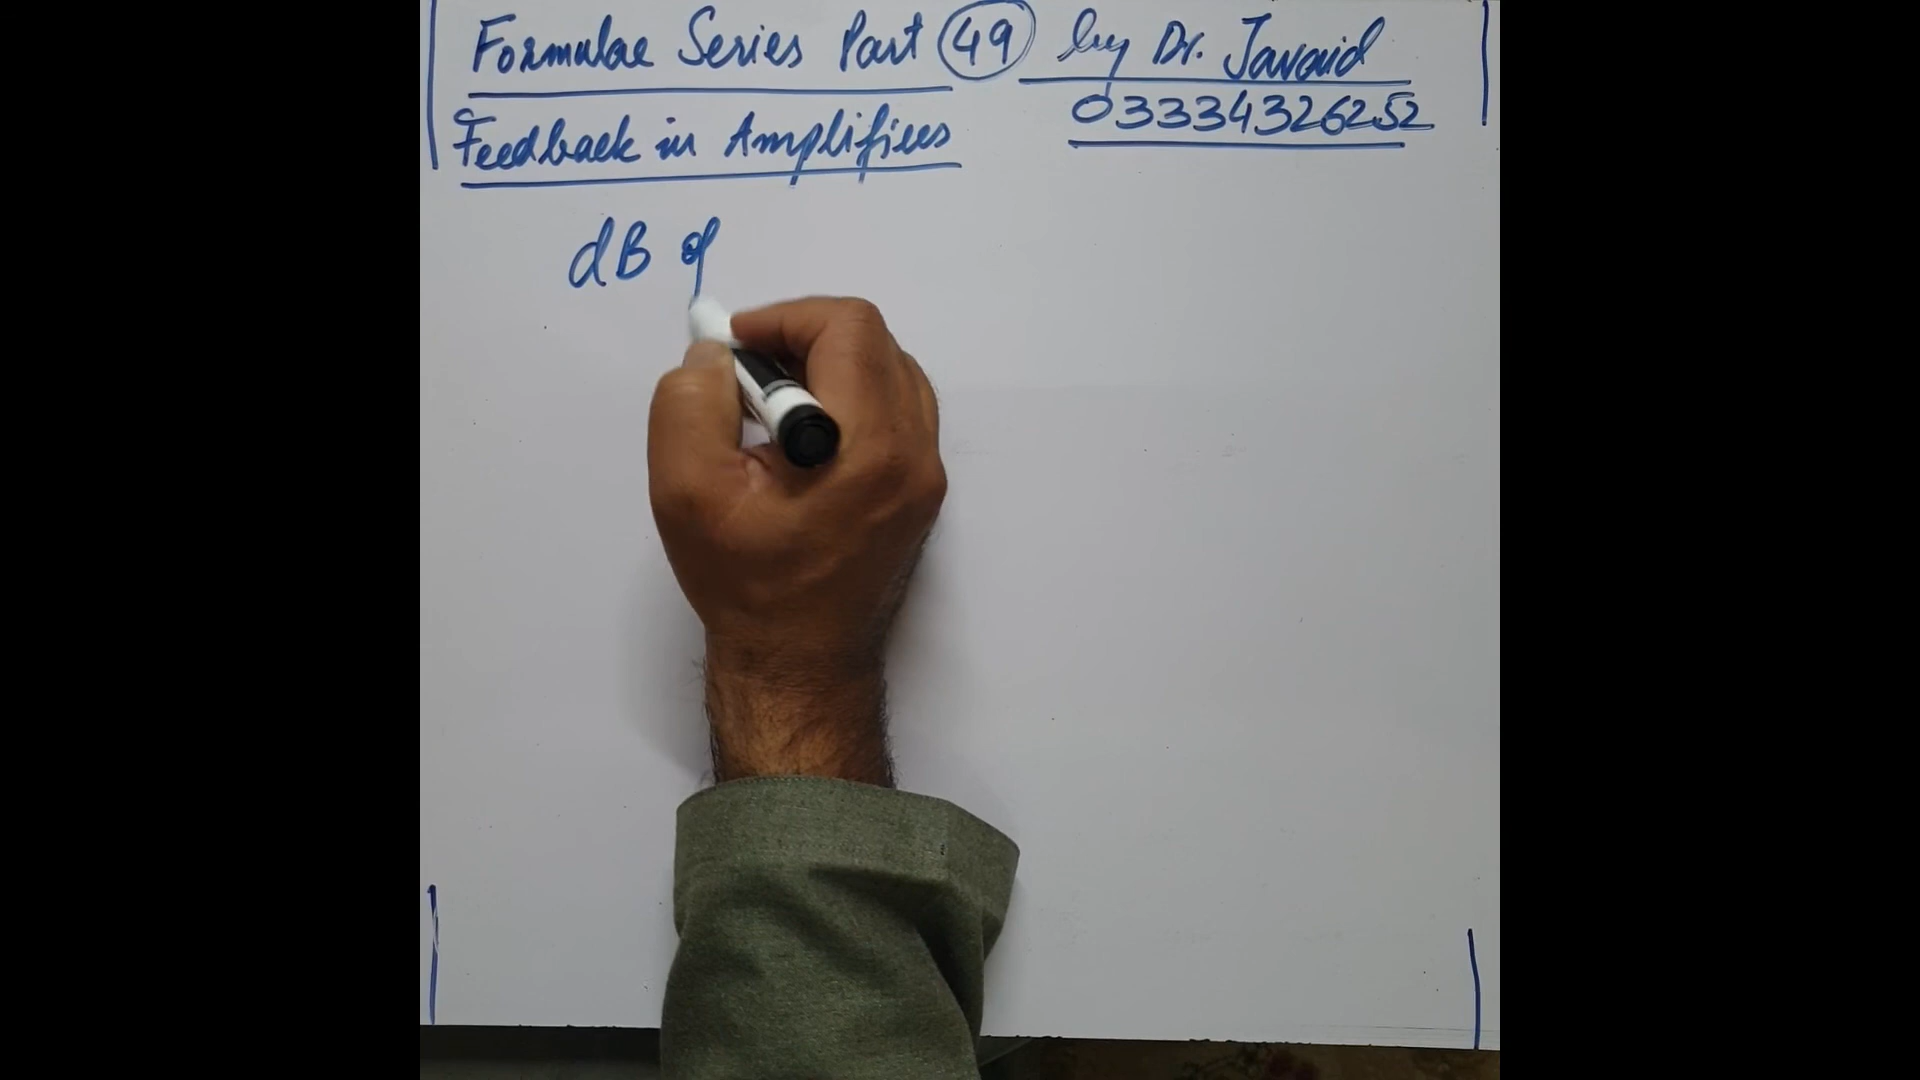 Formulae Series Part 49 by Dr. Javaid
03334326252
Feedback in Amplifiers
dB of